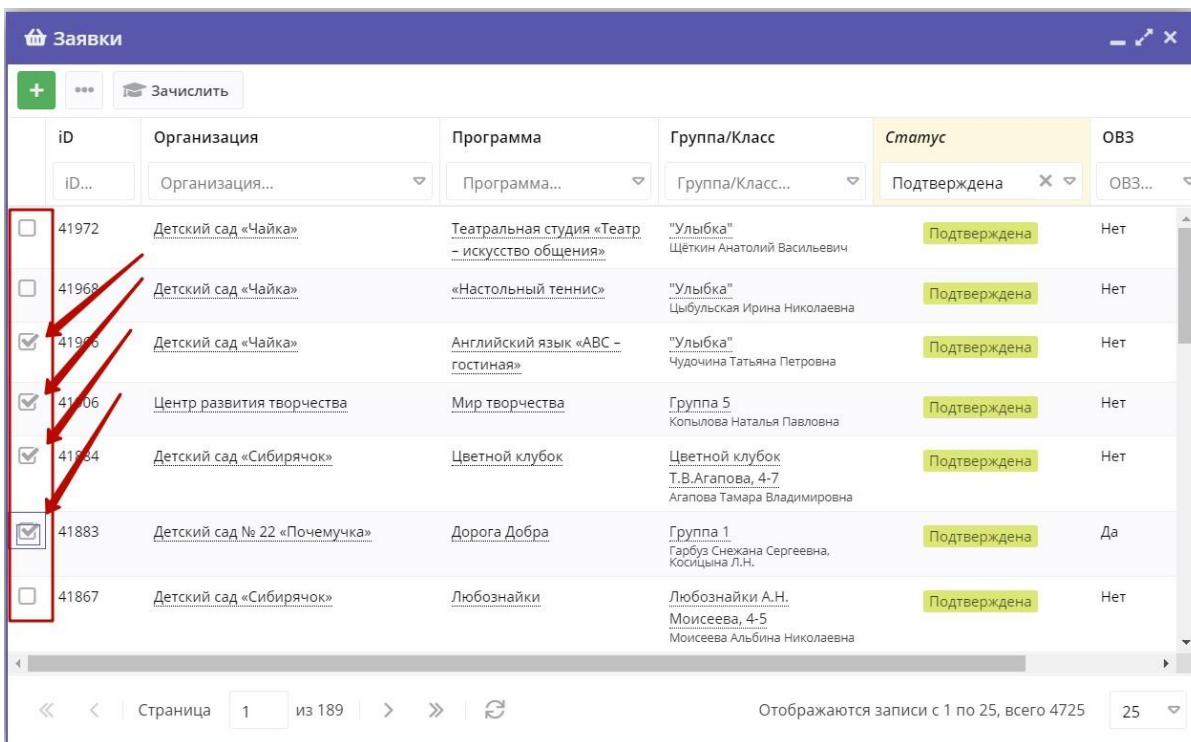 Заявки
+ ... Зачислить
iD Организация Программа Группа/Класс Статус ОВЗ
iD... Организация... Программа... Группа/Класс... Подтверждена ОВЗ...
41972 Детский сад «Чайка» Театральная студия «Театр "Улыбка" Подтверждена Нет
– искусство общения» Щёткин Анатолий Васильевич
41968 Детский сад «Чайка» «Настольный теннис» "Улыбка" Подтверждена Нет
Цыбульская Ирина Николаевна
Детский сад «Чайка» Английский язык «ABC – "Улыбка" Подтверждена Нет
гостиная» Чудочина Татьяна Петровна
Центр развития творчества Мир творчества Группа 5 Подтверждена Нет
Копылова Наталья Павловна
Детский сад «Сибирячок» Цветной клубок Цветной клубок Подтверждена Нет
Т.В.Агапова, 4-7
Агапова Тамара Владимировна
41883 Детский сад № 22 «Почемучка» Дорога Добра Группа 1 Подтверждена Да
Гарбуз Снежана Сергеевна,
Косицына Л.Н.
41867 Детский сад «Сибирячок» Любознайки Любознайки А.Н. Подтверждена Нет
Моисеева, 4-5
Моисеева Альбина Николаевна
Страница 1 из 189 Отображаются записи с 1 по 25, всего 4725 25